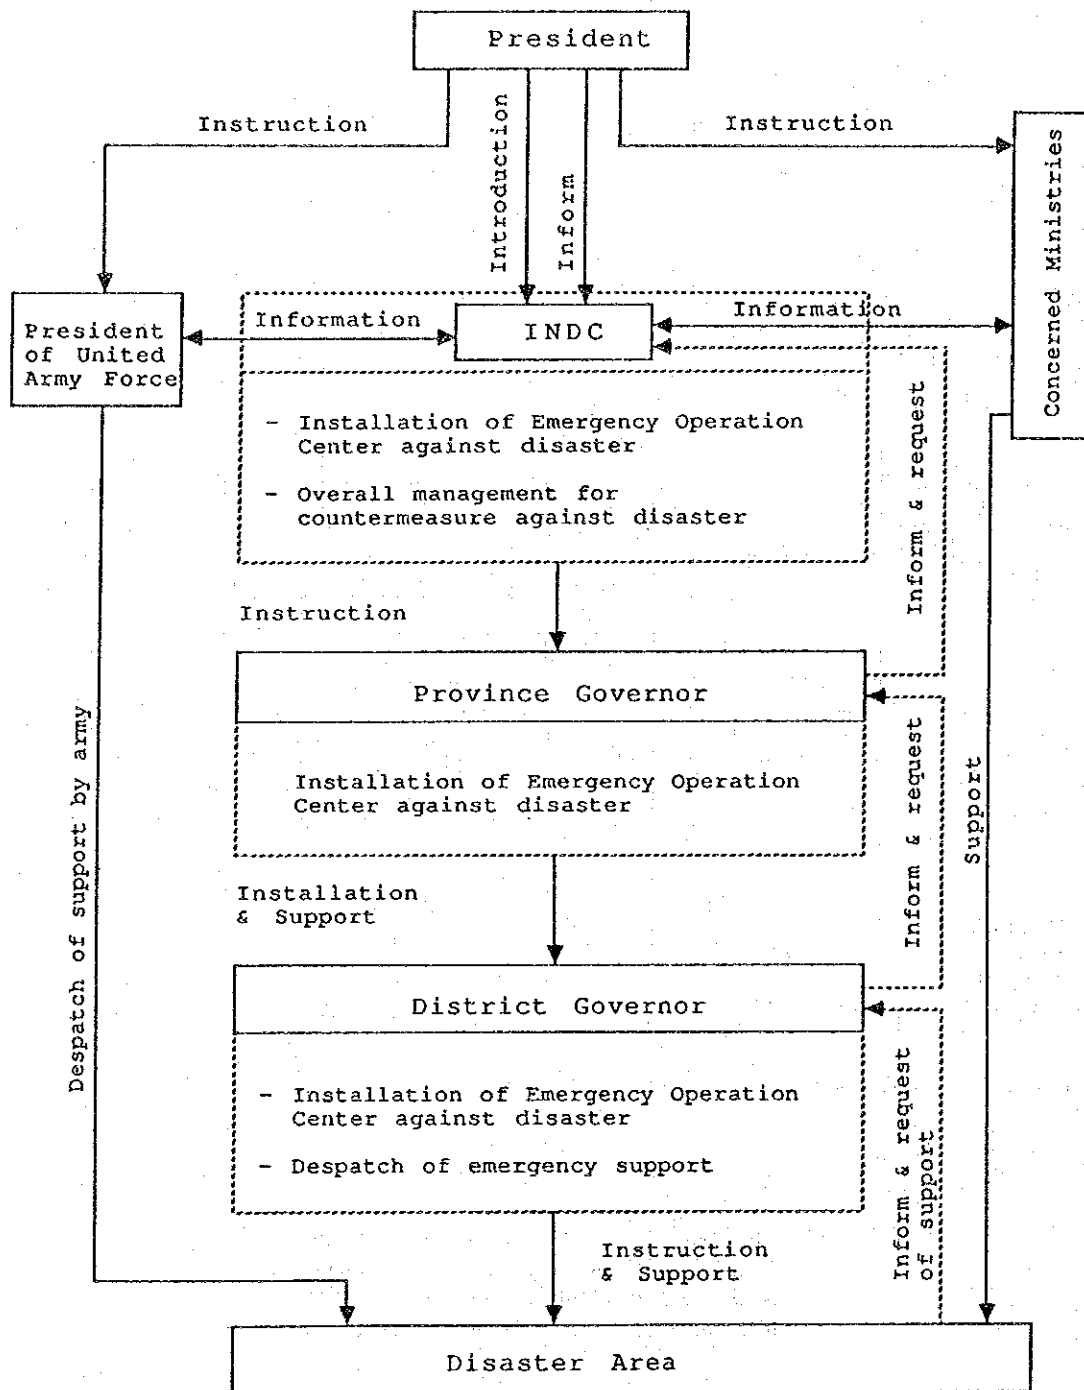 President
Instruction
Instruction
Introduction
Inform
Concerned Ministries
President
of United
Army Force
Information
INDC
Information
- Installation of Emergency Operation
Center against disaster
- Overall management for
countermeasure against disaster
Inform & request
Instruction
Province Governor
Installation of Emergency Operation
Center against disaster
Inform & request
Despatch of support by army
Support
Installation
& Support
District Governor
- Installation of Emergency Operation
Center against disaster
- Despatch of emergency support
Inform & request
of support
Instruction
& Support
Disaster Area